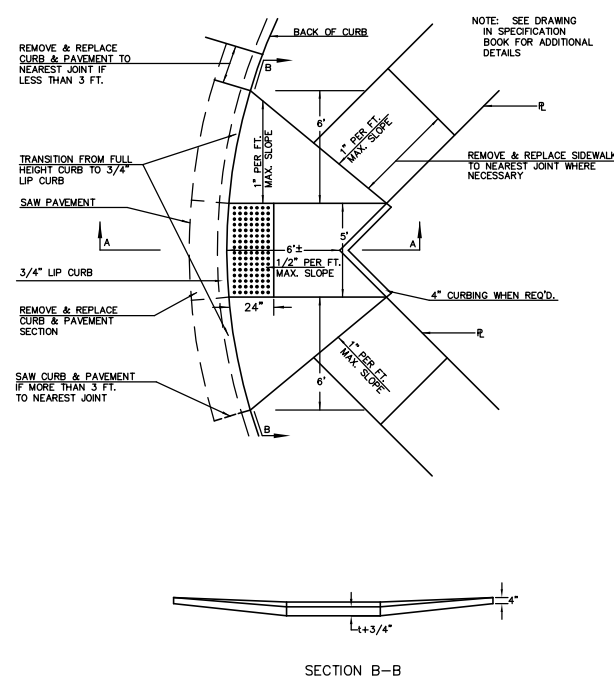 BACK OF CURB
NOTE: SEE DRAWING
IN SPECIFICATION
BOOK FOR ADDITIONAL
DETAILS
REMOVE & REPLACE
CURB & PAVEMENT TO
NEAREST JOINT IF
LESS THAN 3 FT.
B
6'
1" PER FT.
MAX. SLOPE
1" PER FT.
MAX. SLOPE
PL
REMOVE & REPLACE SIDEWALK
TO NEAREST JOINT WHERE
NECESSARY
TRANSITION FROM FULL
HEIGHT CURB TO 3/4"
LIP CURB
SAW PAVEMENT
A
6'±
5'
A
1/2" PER FT.
MAX. SLOPE
3/4" LIP CURB
24"
4" CURBING WHEN REQ'D.
REMOVE & REPLACE
CURB & PAVEMENT
SECTION
PL
1" PER FT.
MAX. SLOPE
6'
SAW CURB & PAVEMENT
IF MORE THAN 3 FT.
TO NEAREST JOINT
B
4"
t+3/4"
SECTION B-B